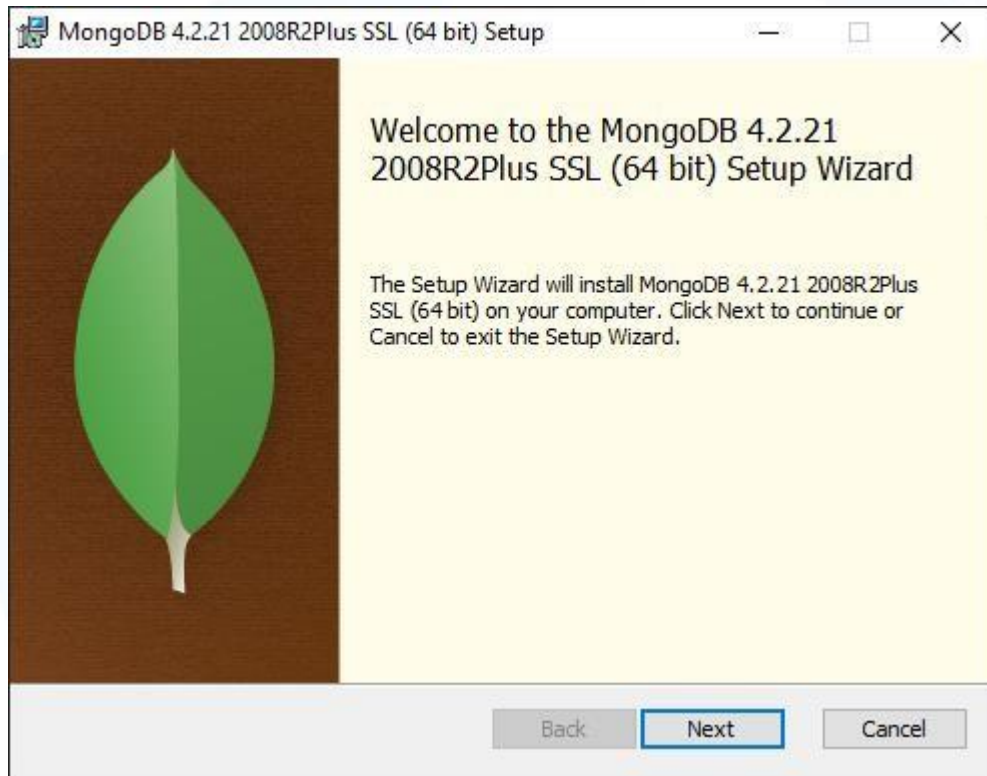 MongoDB 4.2.21 2008R2Plus SSL (64 bit) Setup
Welcome to the MongoDB 4.2.21
2008R2Plus SSL (64 bit) Setup Wizard
The Setup Wizard will install MongoDB 4.2.21 2008R2Plus
SSL (64 bit) on your computer. Click Next to continue or
Cancel to exit the Setup Wizard.
Back Next Cancel